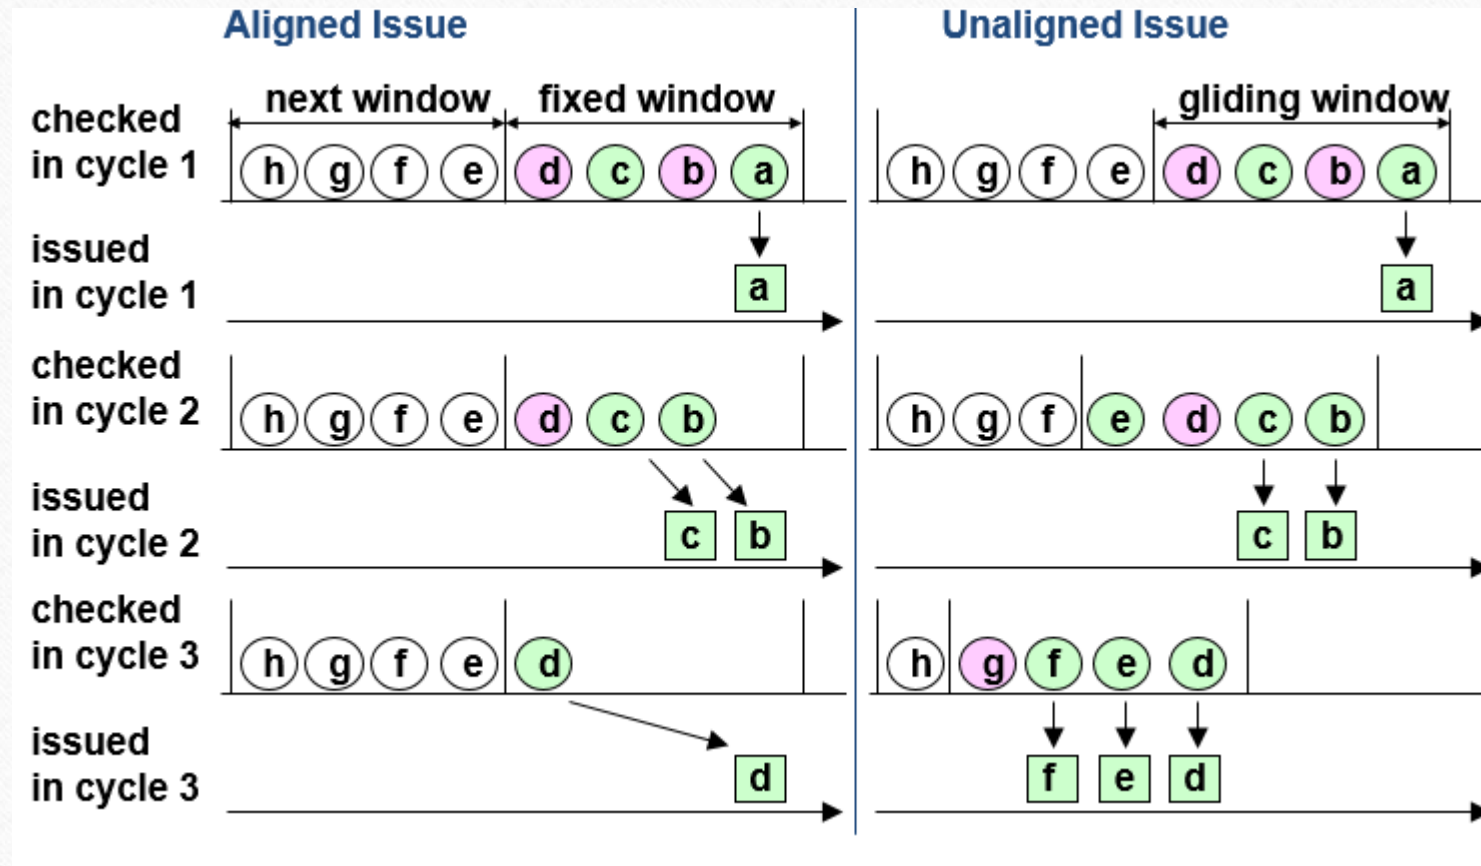 Aligned Issue
Unaligned Issue
next window
fixed window
gliding window
checked
in cycle 1
h g f e d c b a
h g f e d c b a
issued
in cycle 1
a
a
checked
in cycle 2
h g f e d c b
h g f e d c b
issued
in cycle 2
c b
c b
checked
in cycle 3
h g f e d
h g f e d
issued
in cycle 3
d
f e d